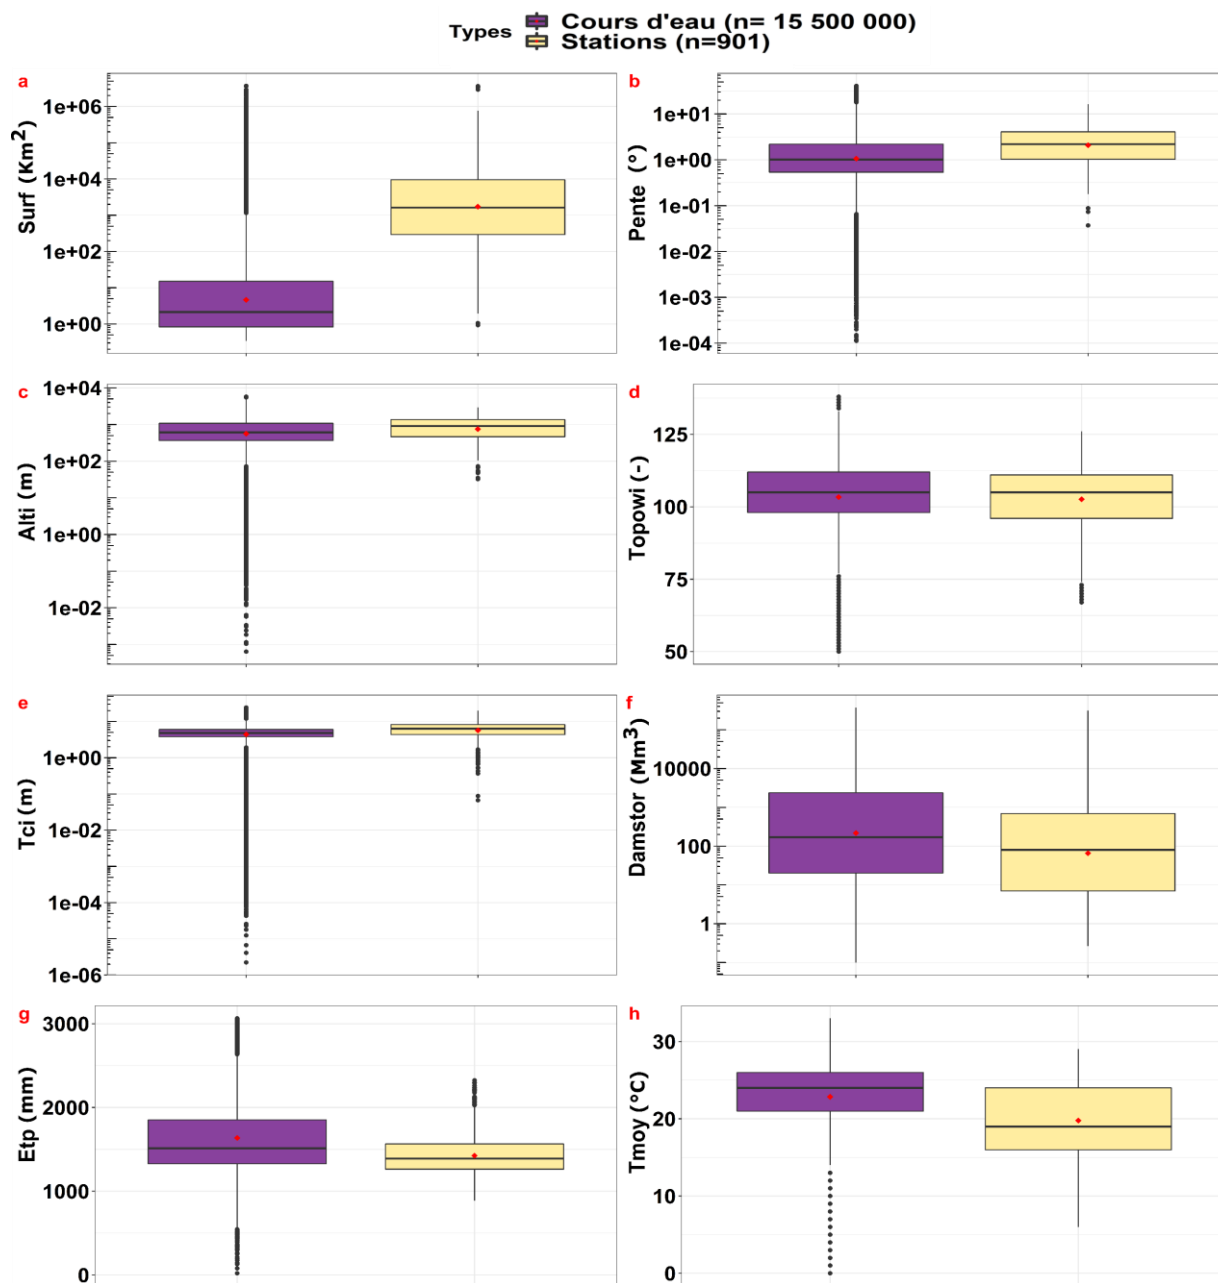 Types
Cours d'eau (n= 15 500 000)
Stations (n=901)
a
Surf (Km²)
1e+06
1e+04
1e+02
1e+00
b
Pente (°)
1e+01
1e+00
1e-01
1e-02
1e-03
1e-04
c
Alti (m)
1e+04
1e+02
1e+00
1e-02
d
Topowi (-)
125
100
75
50
e
Tci (m)
1e+00
1e-02
1e-04
1e-06
f
Damstor (Mm³)
10000
100
1
g
Etp (mm)
3000
2000
1000
0
h
Tmoy (°C)
30
20
10
0